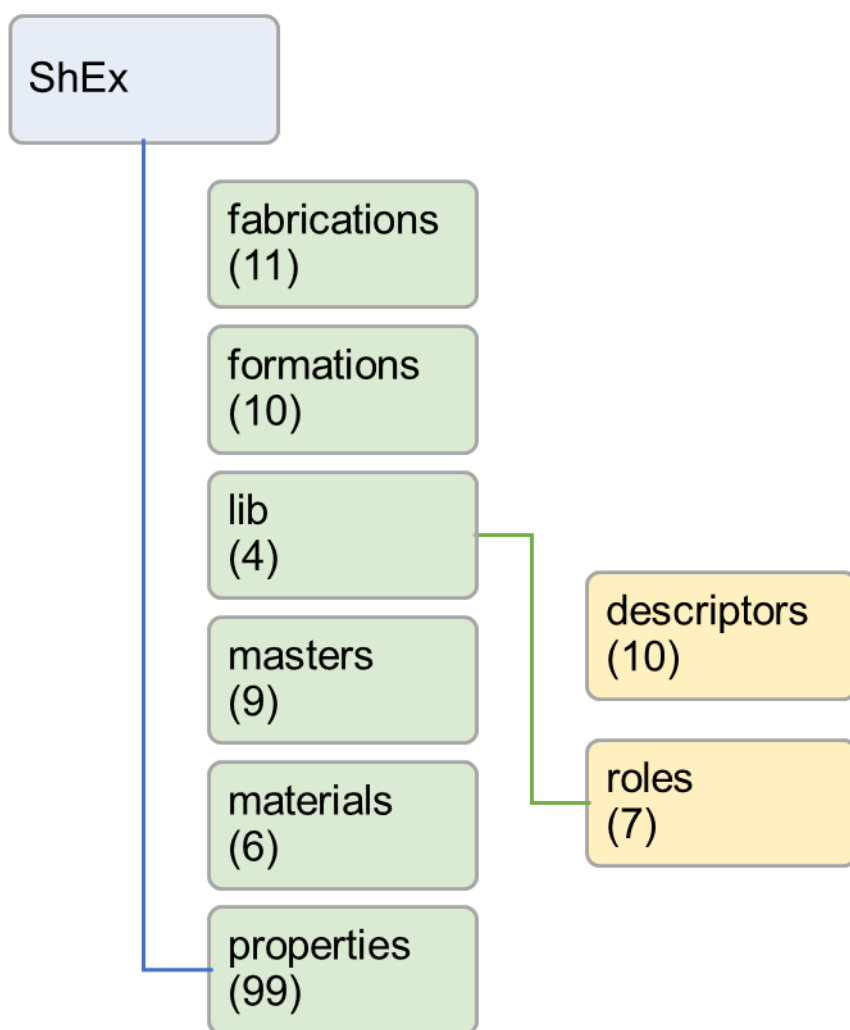 ShEx
fabrications
(11)
formations
(10)
lib
(4)
masters
(9)
materials
(6)
properties
(99)
descriptors
(10)
roles
(7)